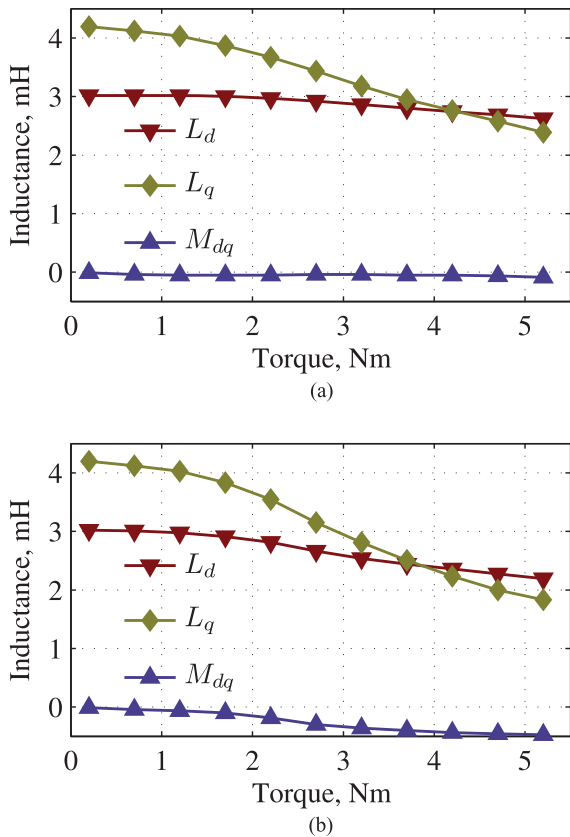 4
3
2
1
0
Inductance, mH
L_d
L_q
M_dq
0 1 2 3 4 5
Torque, Nm
(a)
4
3
2
1
0
Inductance, mH
L_d
L_q
M_dq
0 1 2 3 4 5
Torque, Nm
(b)